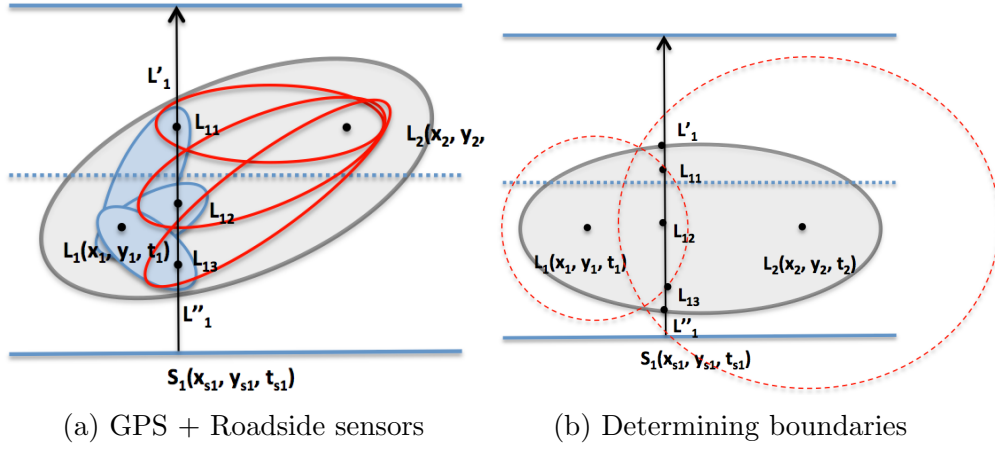 L'₁
L₁₁
L₂(x₂, y₂,
L₁₂
L₁(x₁, y₁, t₁)
L₁₃
L''₁
S₁(xₛ₁, yₛ₁, tₛ₁)
(a) GPS + Roadside sensors
L'₁
L₁₁
L₁₂
L₁(x₁, y₁, t₁)
L₂(x₂, y₂, t₂)
L₁₃
L''₁
S₁(xₛ₁, yₛ₁, tₛ₁)
(b) Determining boundaries